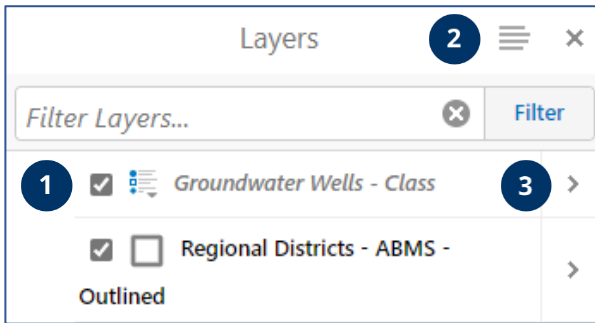 Layers 2
Filter Layers... Filter
1 Groundwater Wells - Class 3
Regional Districts - ABMS -
Outlined